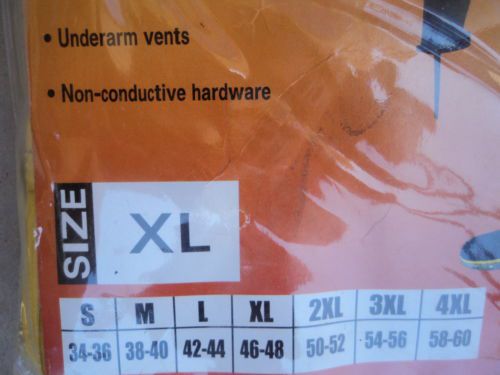 • Underarm vents
• Non-conductive hardware
SIZE XL
S M L XL 2XL 3XL 4XL
34-36 38-40 42-44 46-48 50-52 54-56 58-60